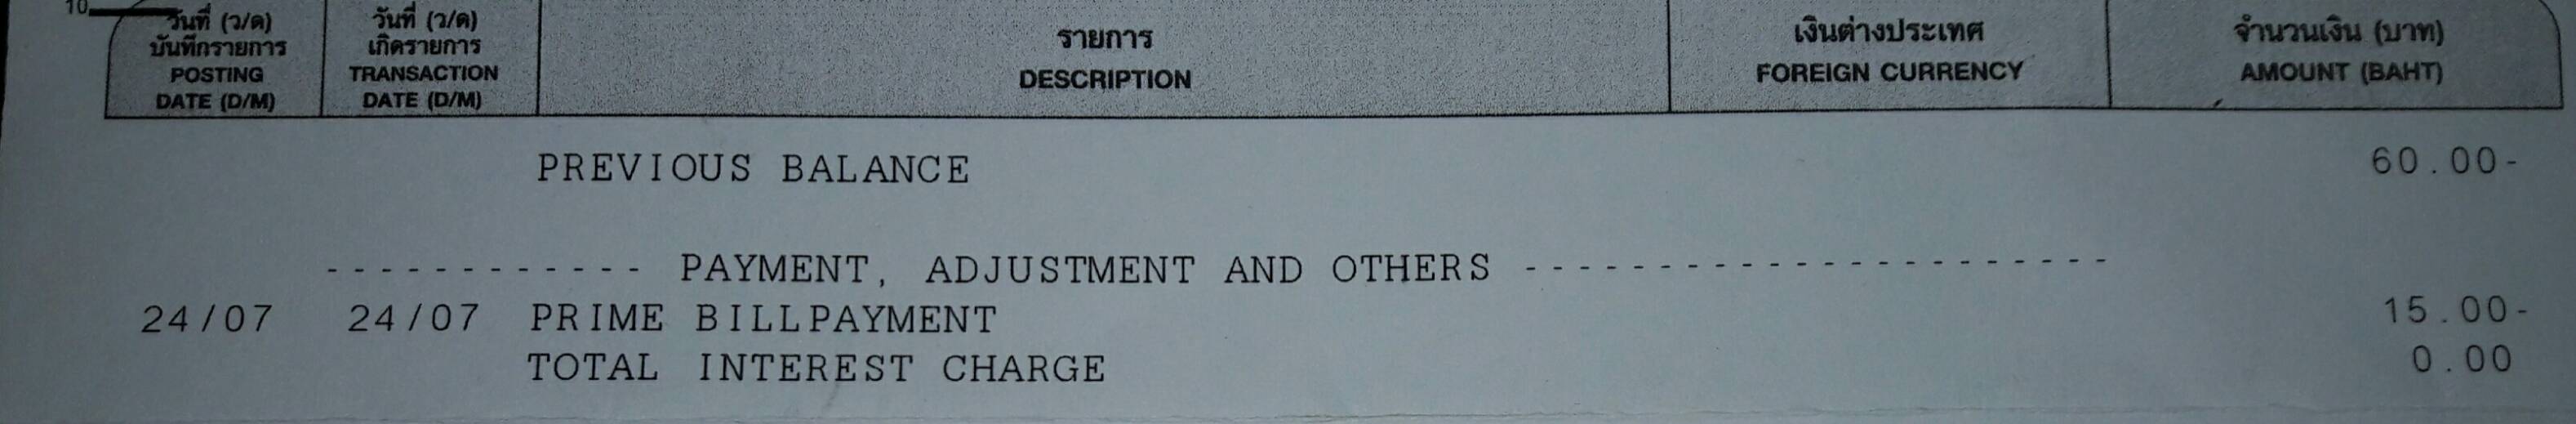 10
วันที่ (ว/ด) วันที่ (ว/ด) รายการ เงินต่างประเทศ จำนวนเงิน (บาท)
บันทึกรายการ เกิดรายการ
POSTING TRANSACTION DESCRIPTION FOREIGN CURRENCY AMOUNT (BAHT)
DATE (D/M) DATE (D/M)
PREVIOUS BALANCE 60.00-
------------ PAYMENT, ADJUSTMENT AND OTHERS ----------------------
24/07 24/07 PRIME BILLPAYMENT 15.00-
TOTAL INTEREST CHARGE 0.00